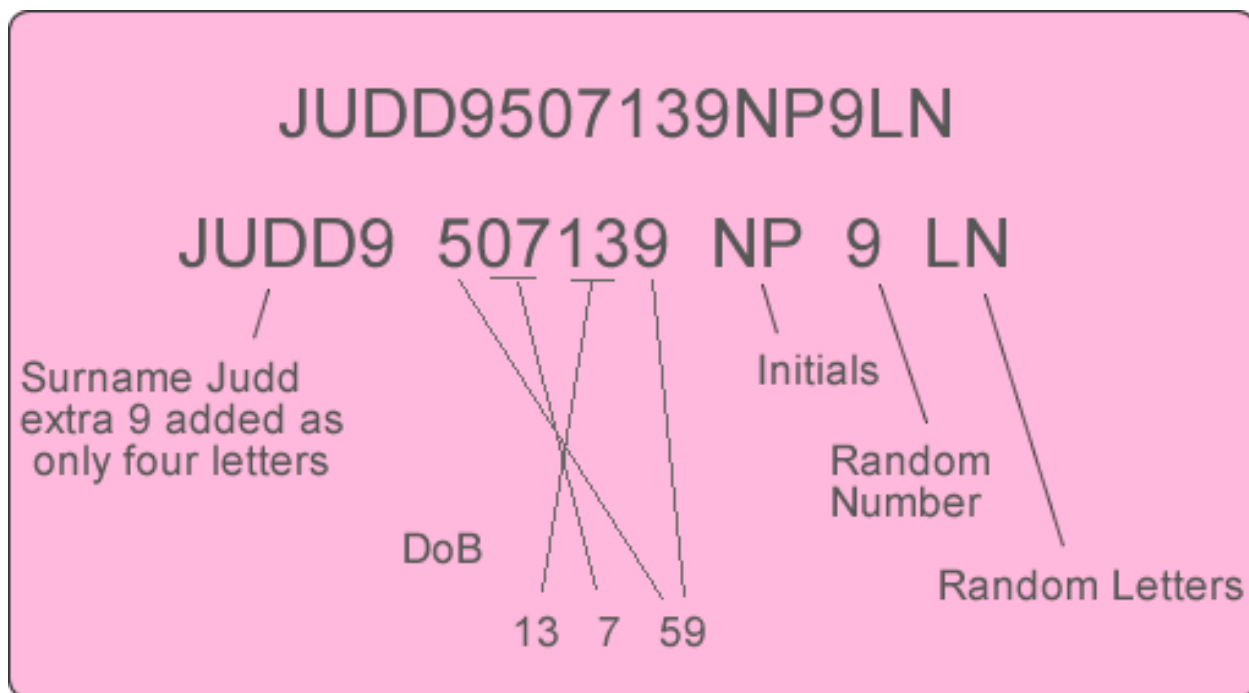 JUDD9507139NP9LN
JUDD9 507139 NP 9 LN
Surname Judd
extra 9 added as
only four letters
Initials
Random
Number
DoB
Random Letters
13 7 59